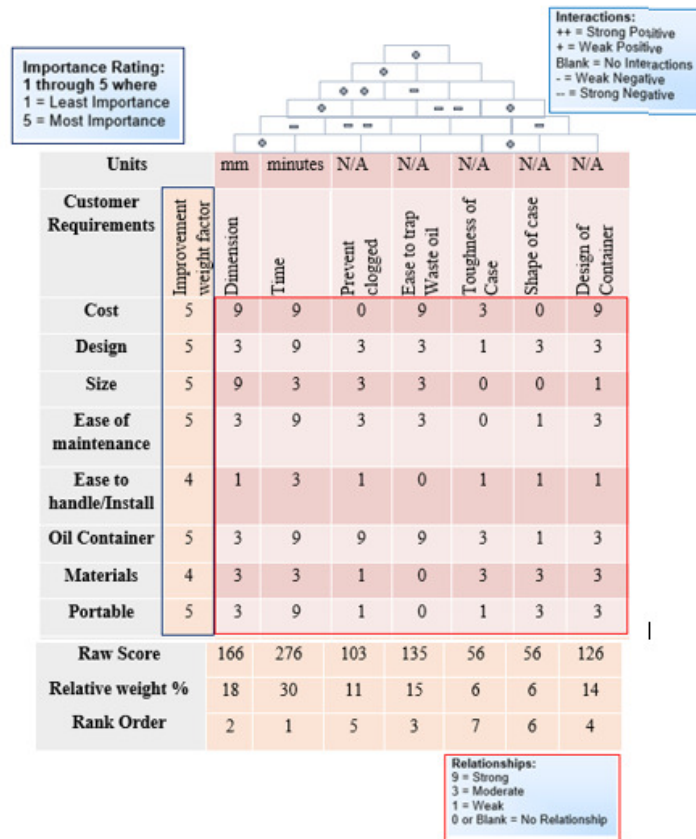 Interactions:
++ = Strong Positive
+ = Weak Positive
Blank = No Interactions
- = Weak Negative
-- = Strong Negative
Importance Rating:
1 through 5 where
1 = Least Importance
5 = Most Importance
Units mm minutes N/A N/A N/A N/A N/A
Customer
Requirements
Improvement
weight factor
Dimension
Time
Prevent
clogged
Ease to trap
Waste oil
Toughness of
Case
Shape of case
Design of
Container
Cost 5 9 9 0 9 3 0 9
Design 5 3 9 3 3 1 3 3
Size 5 9 3 3 3 0 0 1
Ease of
maintenance 5 3 9 3 3 0 1 3
Ease to
handle/Install 4 1 3 1 0 1 1 1
Oil Container 5 3 9 9 9 3 1 3
Materials 4 3 3 1 0 3 3 3
Portable 5 3 9 1 0 1 3 3
Raw Score 166 276 103 135 56 56 126
Relative weight % 18 30 11 15 6 6 14
Rank Order 2 1 5 3 7 6 4
Relationships:
9 = Strong
3 = Moderate
1 = Weak
0 or Blank = No Relationship